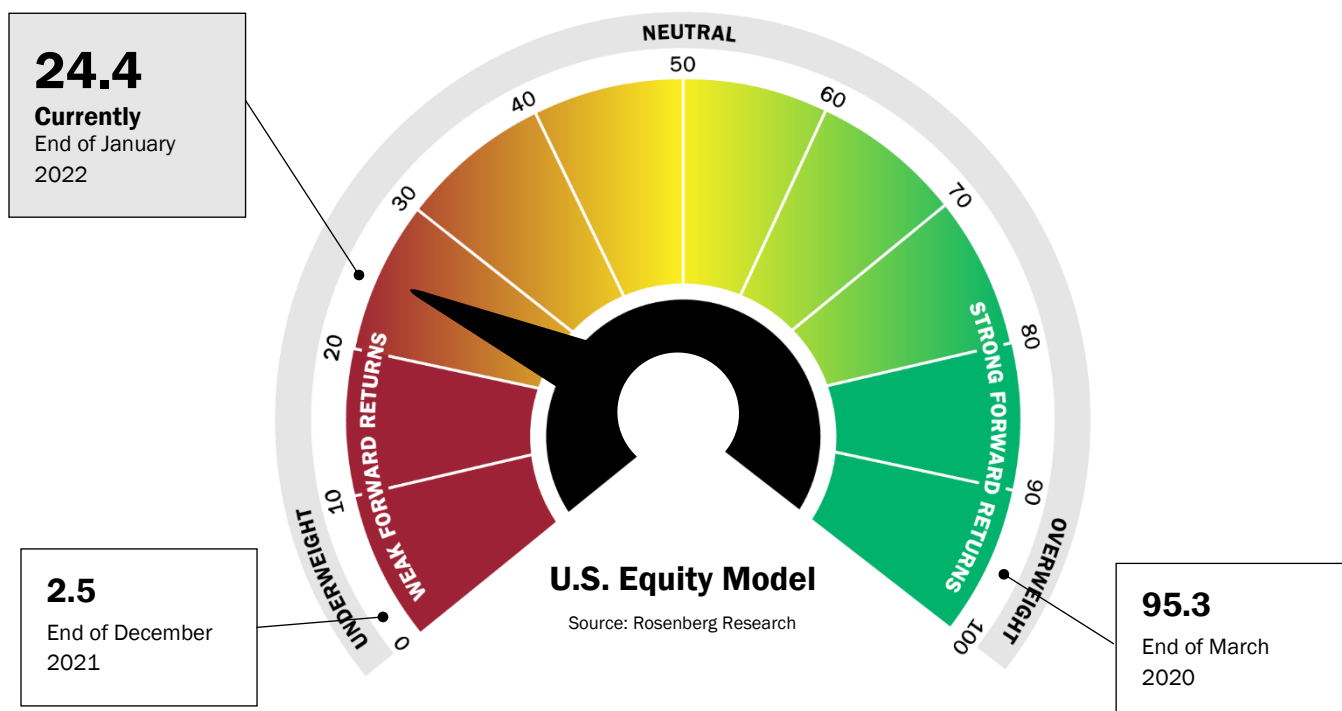 24.4
Currently
End of January
2022
NEUTRAL
50
40
60
30
70
20
80
10
90
0
100
WEAK FORWARD RETURNS
STRONG FORWARD RETURNS
UNDERWEIGHT
OVERWEIGHT
2.5
End of December
2021
U.S. Equity Model
Source: Rosenberg Research
95.3
End of March
2020